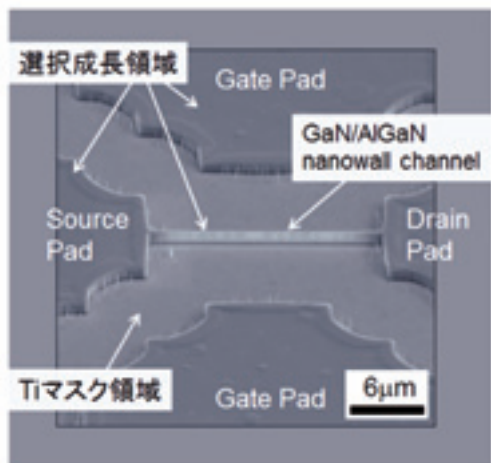 選択成長領域
Gate Pad
GaN/AlGaN
nanowall channel
Source
Pad
Drain
Pad
Tiマスク領域
Gate Pad
6μm